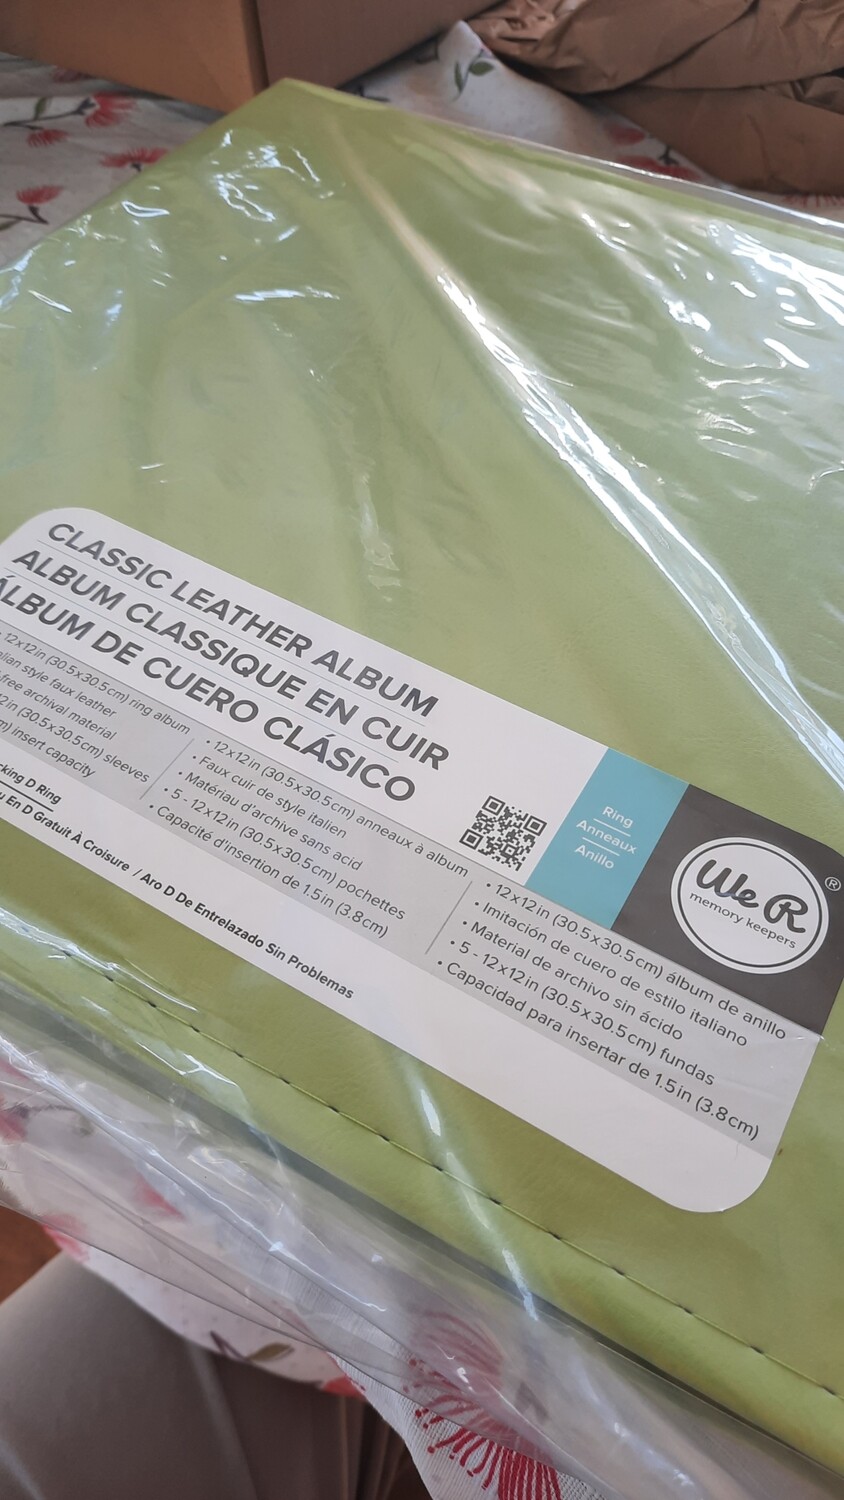 CLASSIC LEATHER ALBUM
ALBUM CLASSIQUE EN CUIR
ÁLBUM DE CUERO CLÁSICO
12x12in (30.5x30.5cm) ring album
style faux leather
free archival material
(30.5x30.5cm) sleeves
insert capacity
D Ring
En D Gratuit À Croisure / Aro D De Entrelazado Sin Problemas
• 12x12in (30.5x30.5cm) anneaux à album
• Faux cuir de style italien
• Matériau d'archive sans acid
• 5 - 12x12in (30.5x30.5cm) pochettes
• Capacité d'insertion de 1.5in (3.8cm)
• 12x12in (30.5x30.5cm) álbum de anillo
• Imitación de cuero de estilo italiano
• Material de archivo sin ácido
• 5 - 12x12in (30.5x30.5cm) fundas
• Capacidad para insertar de 1.5in (3.8cm)
Ring
Anneaux
Anillo
We R
memory keepers
®